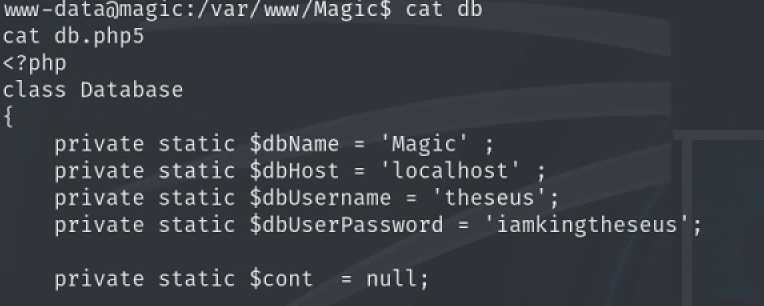 www-data@magic:/var/www/Magic$ cat db
cat db.php5
<?php
class Database
{
    private static $dbName = 'Magic' ;
    private static $dbHost = 'localhost' ;
    private static $dbUsername = 'theseus';
    private static $dbUserPassword = 'iamkingtheseus';
    private static $cont  = null;